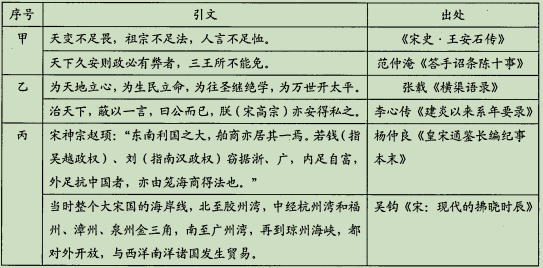 序号 引文 出处
甲 天变不足畏，祖宗不足法，人言不足恤。 《宋史·王安石传》
天下久安则政必有弊者，三王所不能免。 范仲淹《答手诏条陈十事》
乙 为天地立心，为生民立命，为往圣继绝学，为万世开太平。 张载《横渠语录》
治天下，蔽以一言，曰公而已，朕（宋高宗）亦安得私之。 李心传《建炎以来系年要录》
丙 宋神宗赵顼：“东南利国之大，舶商亦居其一焉。若钱（指 杨仲良《皇宋通鉴长编纪事
吴越政权）、刘（指南汉政权）窃据浙、广，内足自富， 本末》
外足抗中国者，亦由笼海商得法也。”
当时整个大宋国的海岸线，北至胶州湾，中经杭州湾和福 吴钩《宋：现代的拂晓时辰》
州、漳州、泉州金三角，南至广州湾，再到琼州海峡，都
对外开放，与西洋南洋诸国发生贸易。